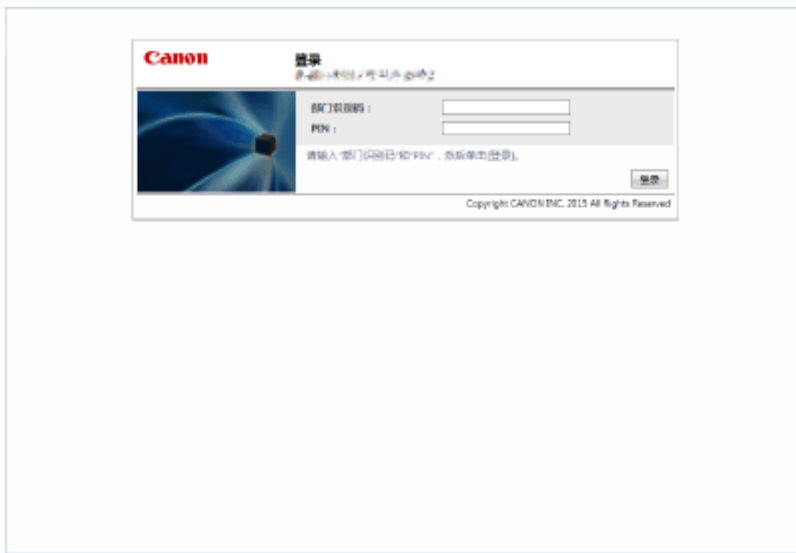 Canon
登录
部门识别码：
PIN：
请输入"部门识别码"和"PIN"，然后单击[登录]。
登录
Copyright CANON INC. 2015 All Rights Reserved